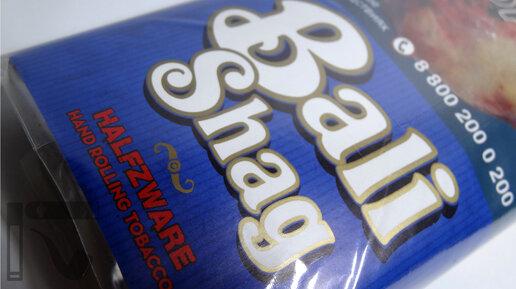 Bali
Shag
HALFZWARE
HAND ROLLING TOBACCO
8 800 200 0 200